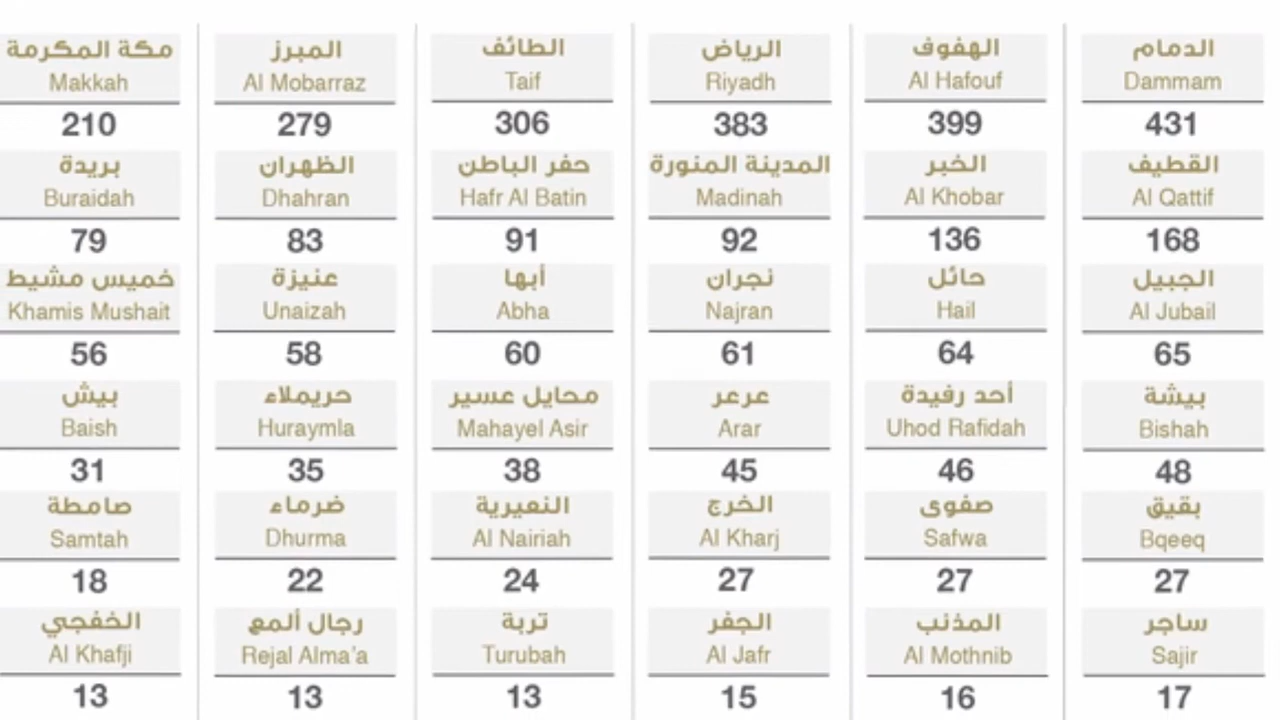 الدمام
Dammam
431
الهفوف
Al Hafouf
399
الرياض
Riyadh
383
الطائف
Taif
306
المبرز
Al Mobarraz
279
مكة المكرمة
Makkah
210
القطيف
Al Qattif
168
الخبر
Al Khobar
136
المدينة المنورة
Madinah
92
حفر الباطن
Hafr Al Batin
91
الظهران
Dhahran
83
بريدة
Buraidah
79
الجبيل
Al Jubail
65
حائل
Hail
64
نجران
Najran
61
أبها
Abha
60
عنيزة
Unaizah
58
خميس مشيط
Khamis Mushait
56
بيشة
Bishah
48
أحد رفيدة
Uhod Rafidah
46
عرعر
Arar
45
محايل عسير
Mahayel Asir
38
حريملاء
Huraymla
35
بيش
Baish
31
بقيق
Bqeeq
27
صفوى
Safwa
27
الخرج
Al Kharj
27
النعيرية
Al Nairiah
24
ضرماء
Dhurma
22
صامطة
Samtah
18
ساجر
Sajir
17
المذنب
Al Mothnib
16
الجفر
Al Jafr
15
تربة
Turubah
13
رجال ألمع
Rejal Alma'a
13
الخفجي
Al Khafji
13